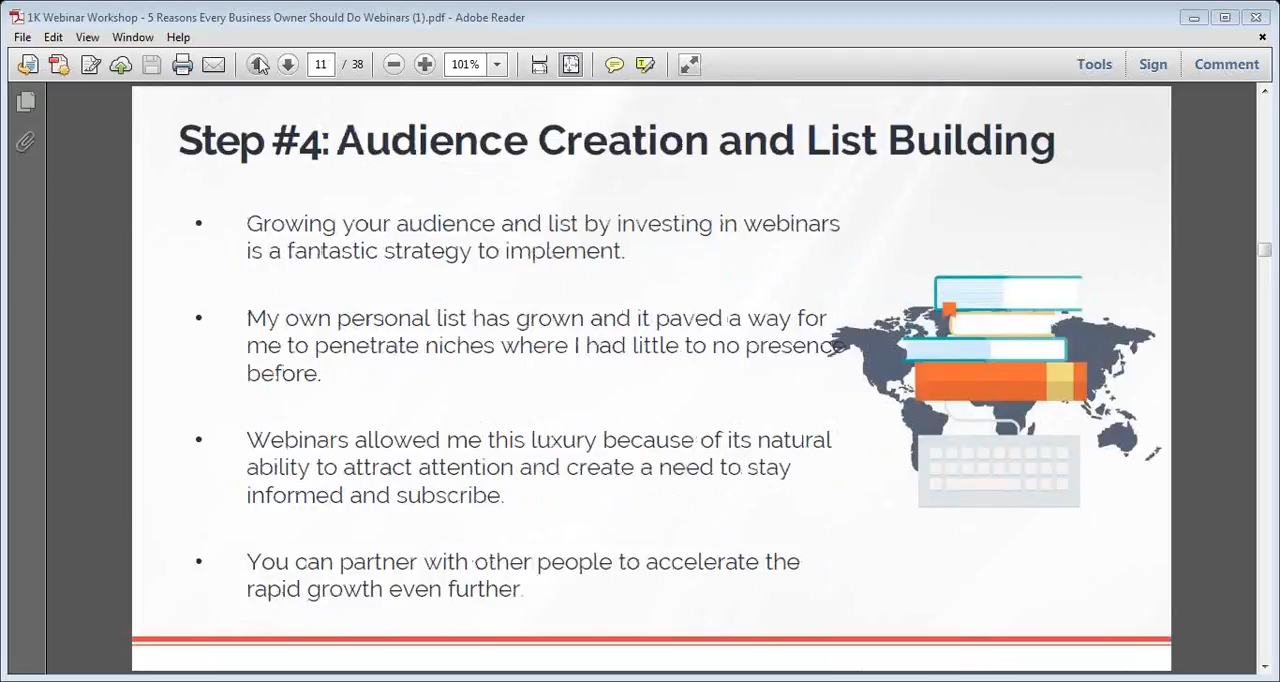 1K Webinar Workshop - 5 Reasons Every Business Owner Should Do Webinars (1).pdf - Adobe Reader
File Edit View Window Help
11 / 38 101% Tools Sign Comment
Step #4: Audience Creation and List Building
• Growing your audience and list by investing in webinars
is a fantastic strategy to implement.
• My own personal list has grown and it paved a way for
me to penetrate niches where I had little to no presence
before.
• Webinars allowed me this luxury because of its natural
ability to attract attention and create a need to stay
informed and subscribe.
• You can partner with other people to accelerate the
rapid growth even further.